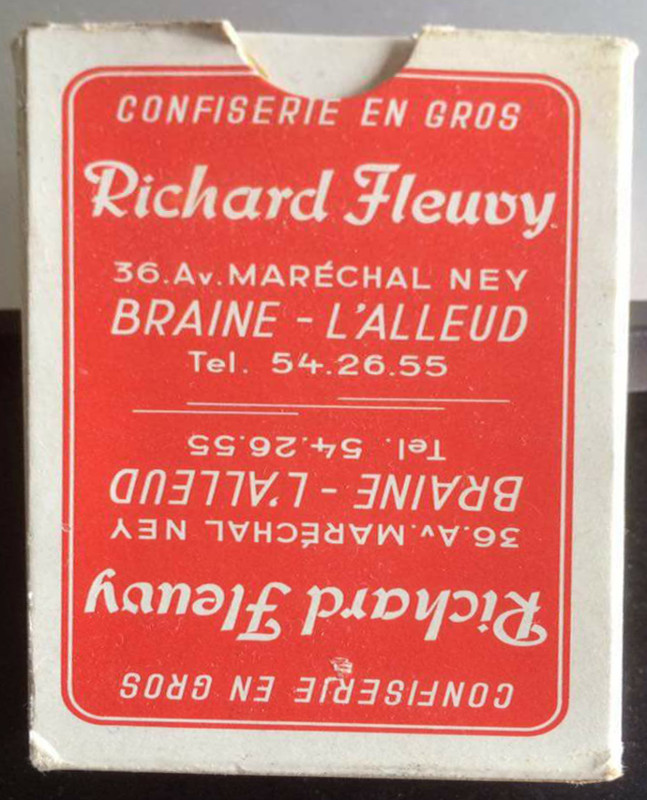 CONFISERIE EN GROS
Richard Fleuvy
36.Av.MARÉCHAL NEY
BRAINE - L'ALLEUD
Tel. 54.26.55
Tel. 54.26.55
BRAINE - L'ALLEUD
36.Av.MARÉCHAL NEY
Richard Fleuvy
CONFISERIE EN GROS